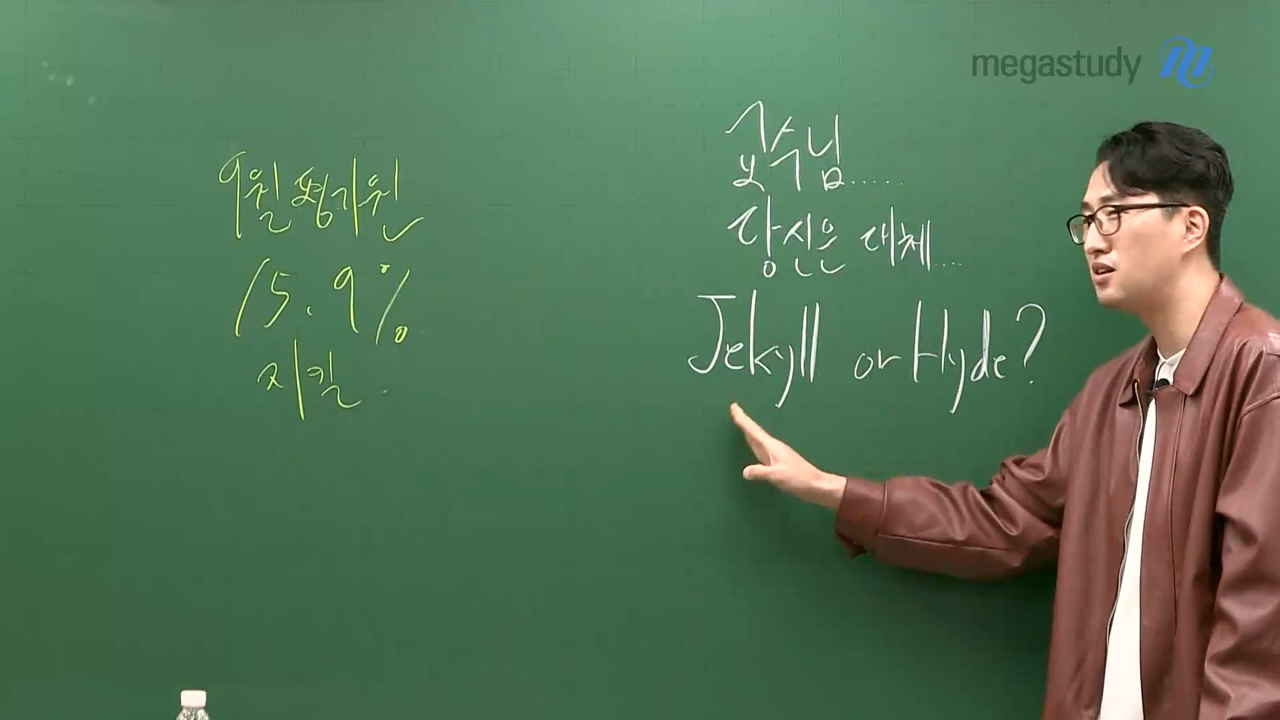 megastudy
9월 평가원
15.9%
지킬.
교수님.....
당신은 대체....
Jekyll or Hyde?